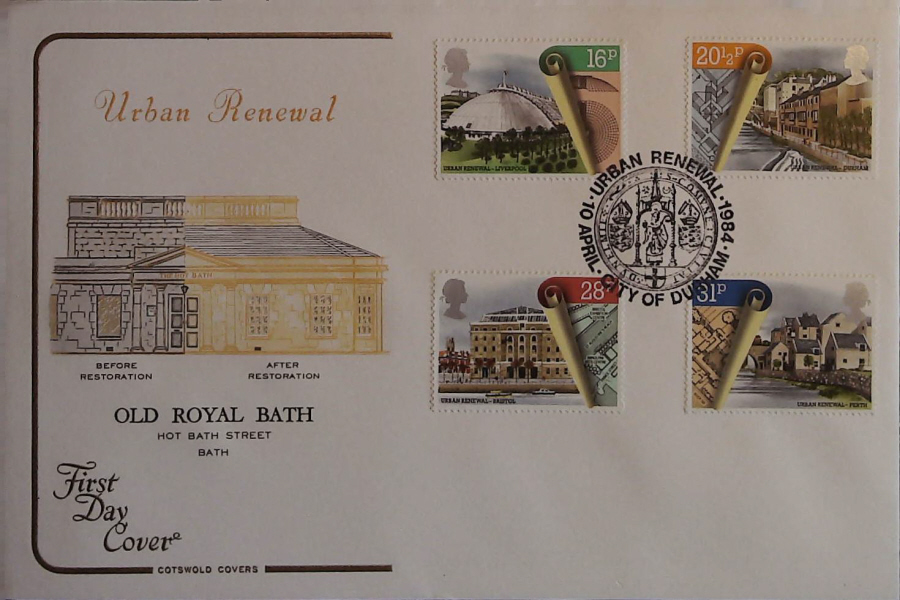 Urban Renewal
THE HOT BATH
BEFORE
RESTORATION
AFTER
RESTORATION
OLD ROYAL BATH
HOT BATH STREET
BATH
First
Day
Cover
COTSWOLD COVERS
16P
URBAN RENEWAL-LIVERPOOL
20½P
URBAN RENEWAL-DURHAM
28
URBAN RENEWAL-BRISTOL
31P
URBAN RENEWAL-PERTH
·URBAN RENEWAL·1984·
10 APRIL·CITY OF DURHAM